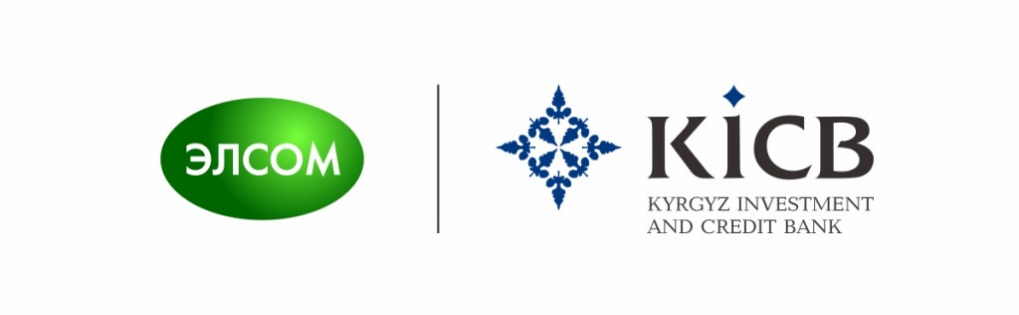 ЭЛСОМ
KICB
KYRGYZ INVESTMENT
AND CREDIT BANK